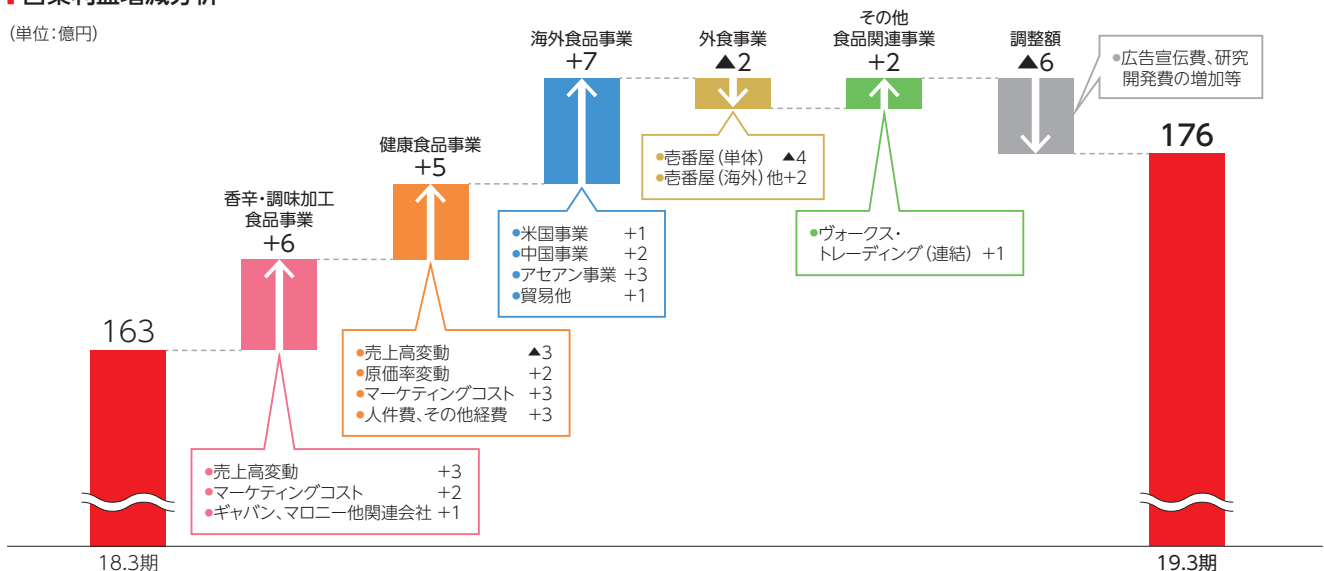 (単位:億円)
163
18.3期
香辛・調味加工
食品事業
+6
●売上高変動 +3
●マーケティングコスト +2
●ギャバン、マロニー他関連会社 +1
健康食品事業
+5
●売上高変動 ▲3
●原価率変動 +2
●マーケティングコスト +3
●人件費、その他経費 +3
海外食品事業
+7
●米国事業 +1
●中国事業 +2
●アセアン事業 +3
●貿易他 +1
外食事業
▲2
●壱番屋(単体) ▲4
●壱番屋(海外)他+2
その他
食品関連事業
+2
●ヴォークス・
トレーディング(連結) +1
調整額
▲6
●広告宣伝費、研究
開発費の増加等
176
19.3期